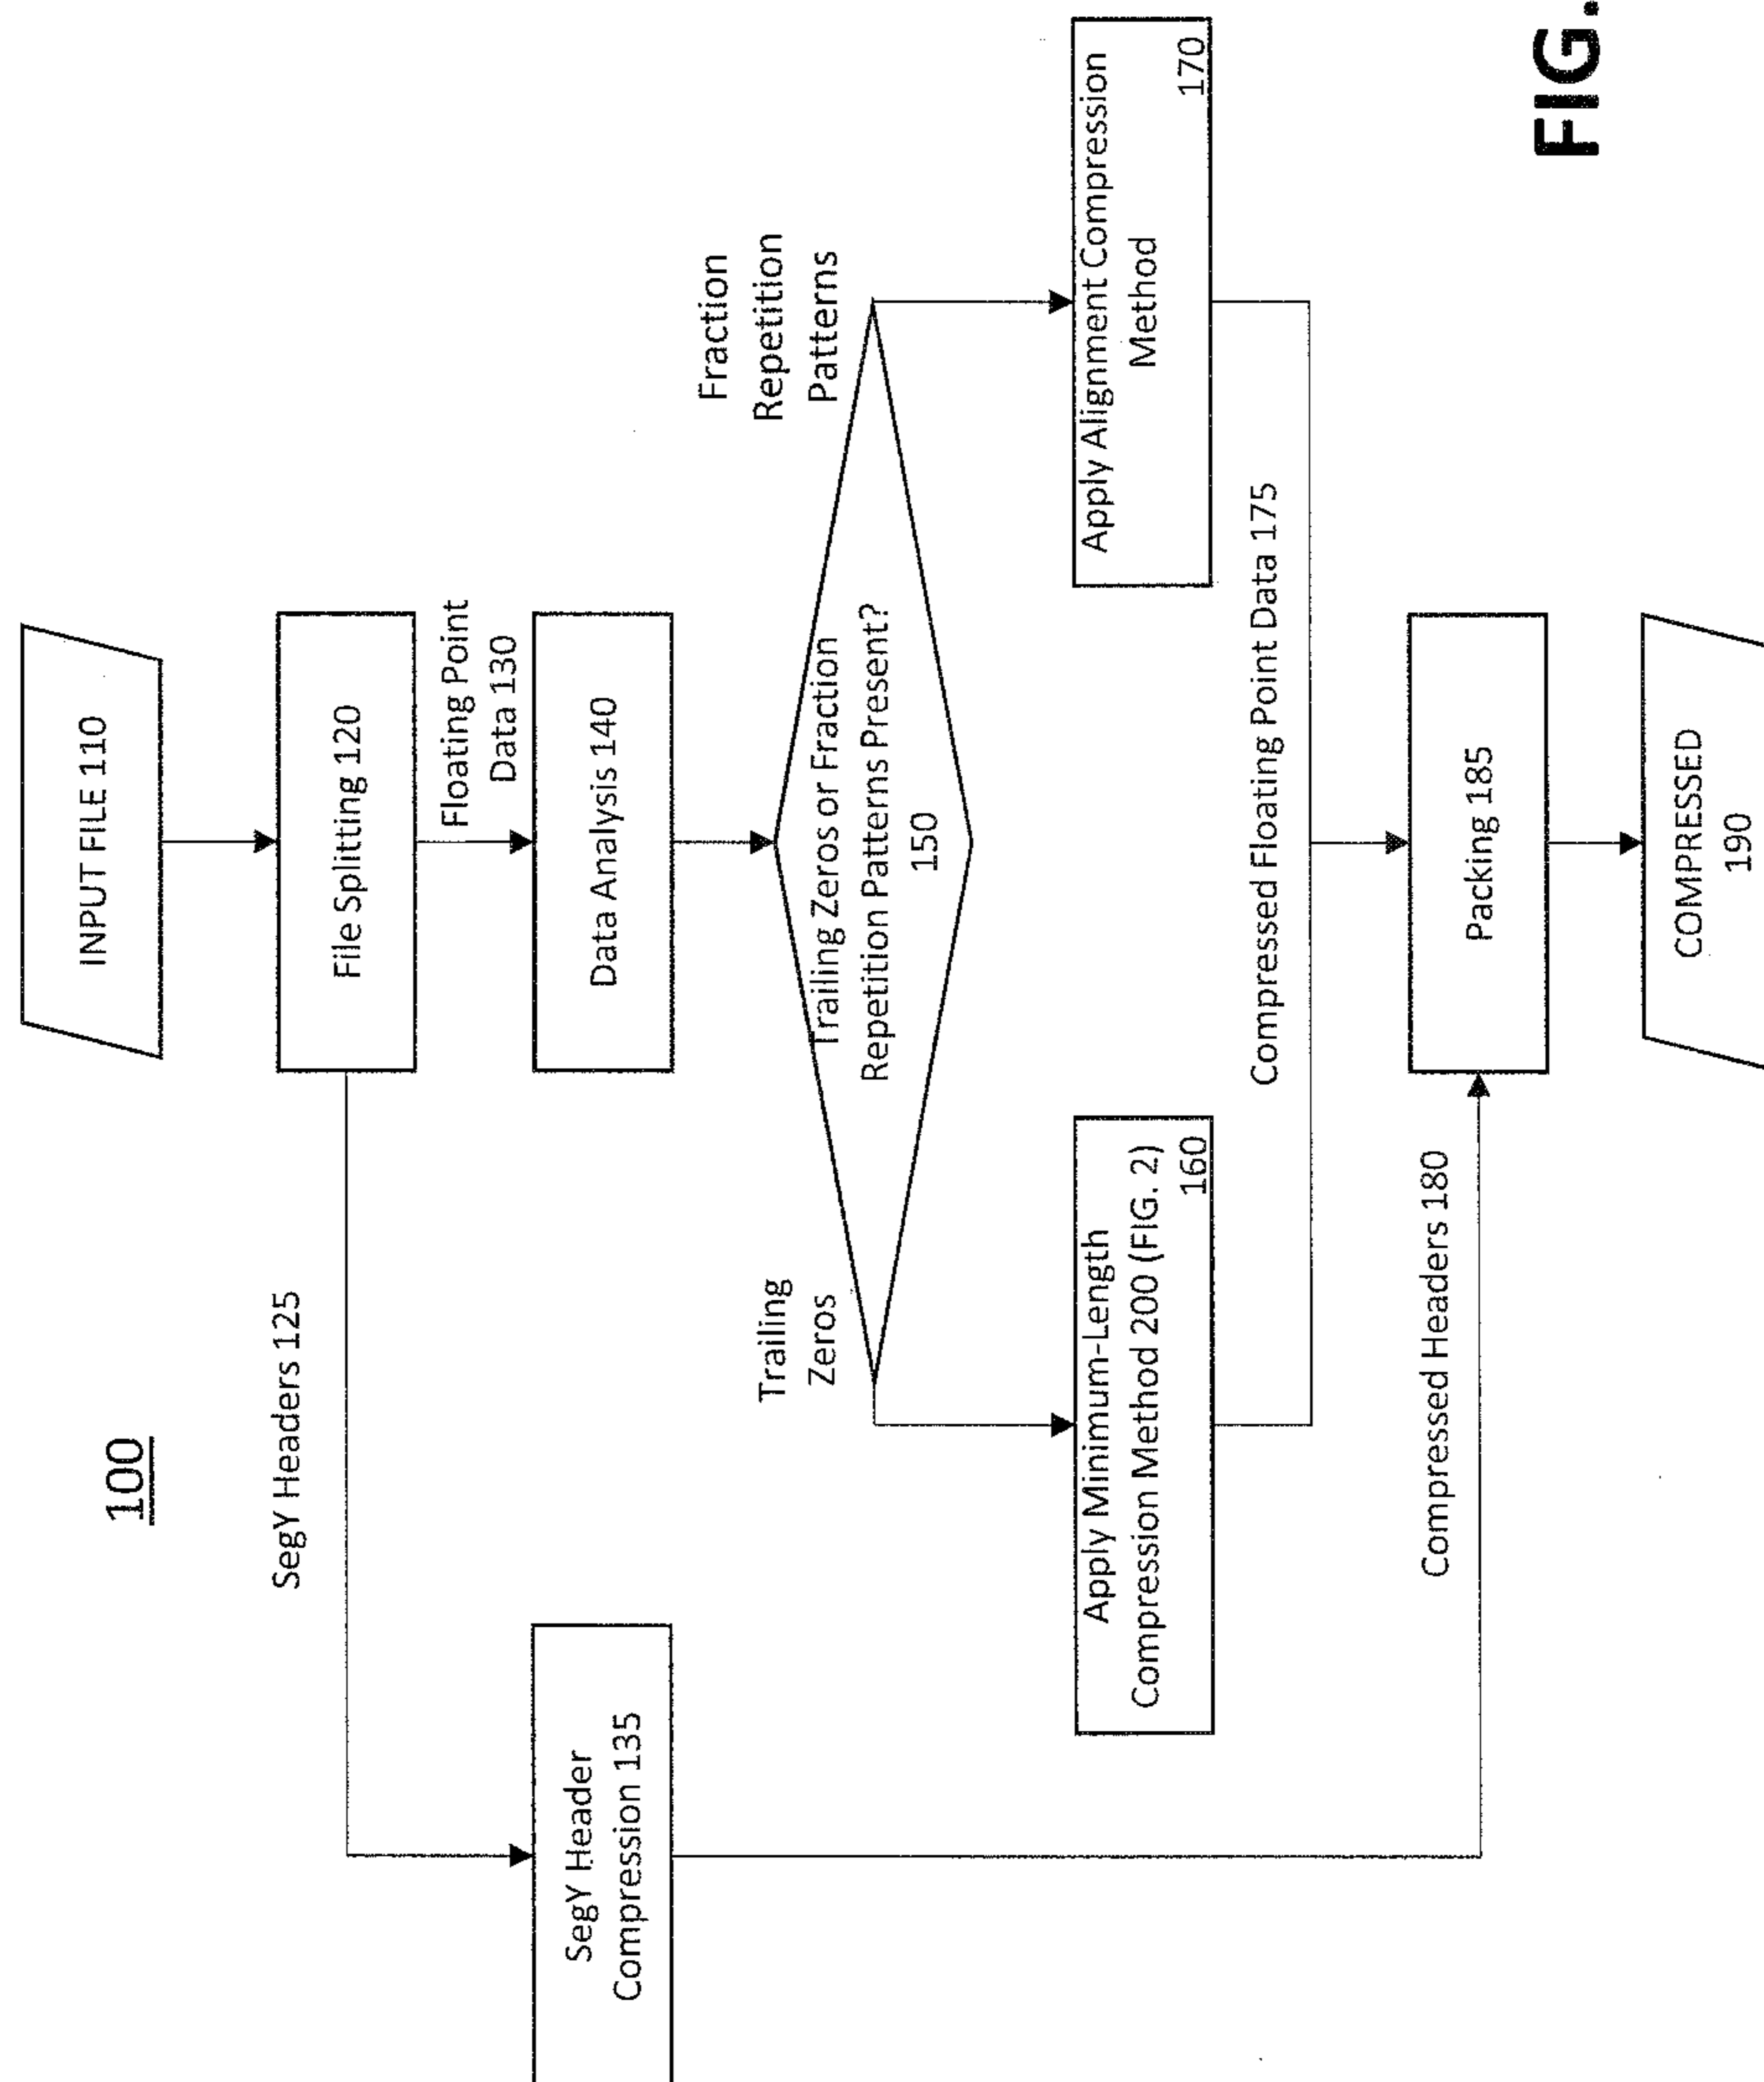 100
INPUT FILE 110
SegY Headers 125
File Splitting 120
Floating Point
Data 130
SegY Header
Compression 135
Data Analysis 140
Trailing Zeros or Fraction
Repetition Patterns Present?
150
Trailing
Zeros
Fraction
Repetition
Patterns
Apply Minimum-Length
Compression Method 200 (FIG. 2)
160
Apply Alignment Compression
Method
170
Compressed Floating Point Data 175
Compressed Headers 180
Packing 185
COMPRESSED
190
FIG.